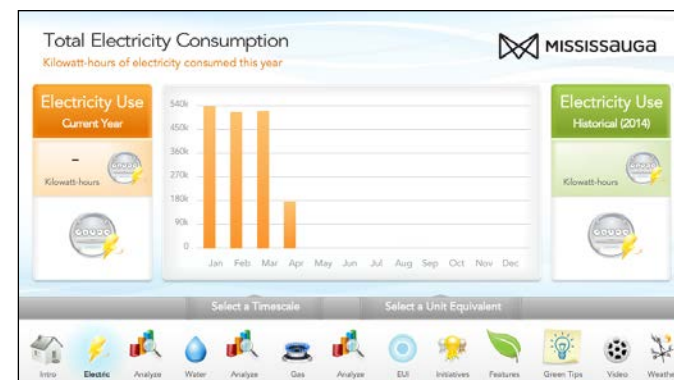 Total Electricity Consumption
Kilowatt-hours of electricity consumed this year
MISSISSAUGA
Electricity Use
Current Year
-
Kilowatt-hours
540k
450k
360k
270k
180k
90k
0
Jan Feb Mar Apr May Jun Jul Aug Sep Oct Nov Dec
Electricity Use
Historical (2014)
Kilowatt-hours
Select a Timescale Select a Unit Equivalent
Intro Electric Analyze Water Analyze Gas Analyze EUI Initiatives Features Green Tips Video Weathe